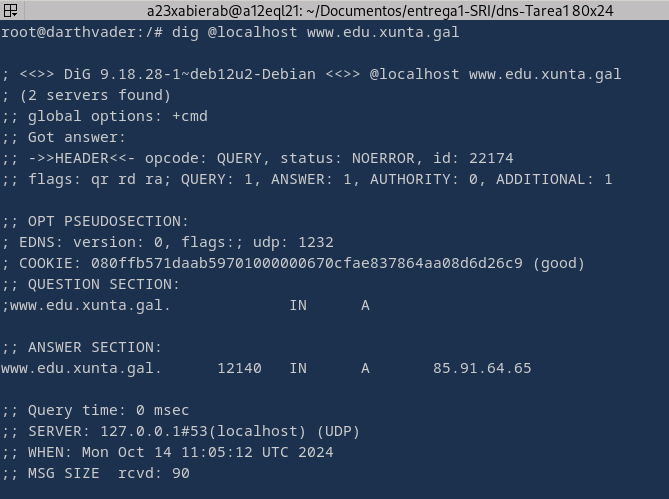 a23xabierab@a12eql21: ~/Documentos/entrega1-SRI/dns-Tarea1 80x24
root@darthvader:/# dig @localhost www.edu.xunta.gal

; <<>> DiG 9.18.28-1~deb12u2-Debian <<>> @localhost www.edu.xunta.gal
; (2 servers found)
;; global options: +cmd
;; Got answer:
;; ->>HEADER<<- opcode: QUERY, status: NOERROR, id: 22174
;; flags: qr rd ra; QUERY: 1, ANSWER: 1, AUTHORITY: 0, ADDITIONAL: 1

;; OPT PSEUDOSECTION:
; EDNS: version: 0, flags:; udp: 1232
; COOKIE: 080ffb571daab59701000000670cfae837864aa08d6d26c9 (good)
;; QUESTION SECTION:
;www.edu.xunta.gal.             IN      A

;; ANSWER SECTION:
www.edu.xunta.gal.      12140   IN      A       85.91.64.65

;; Query time: 0 msec
;; SERVER: 127.0.0.1#53(localhost) (UDP)
;; WHEN: Mon Oct 14 11:05:12 UTC 2024
;; MSG SIZE  rcvd: 90